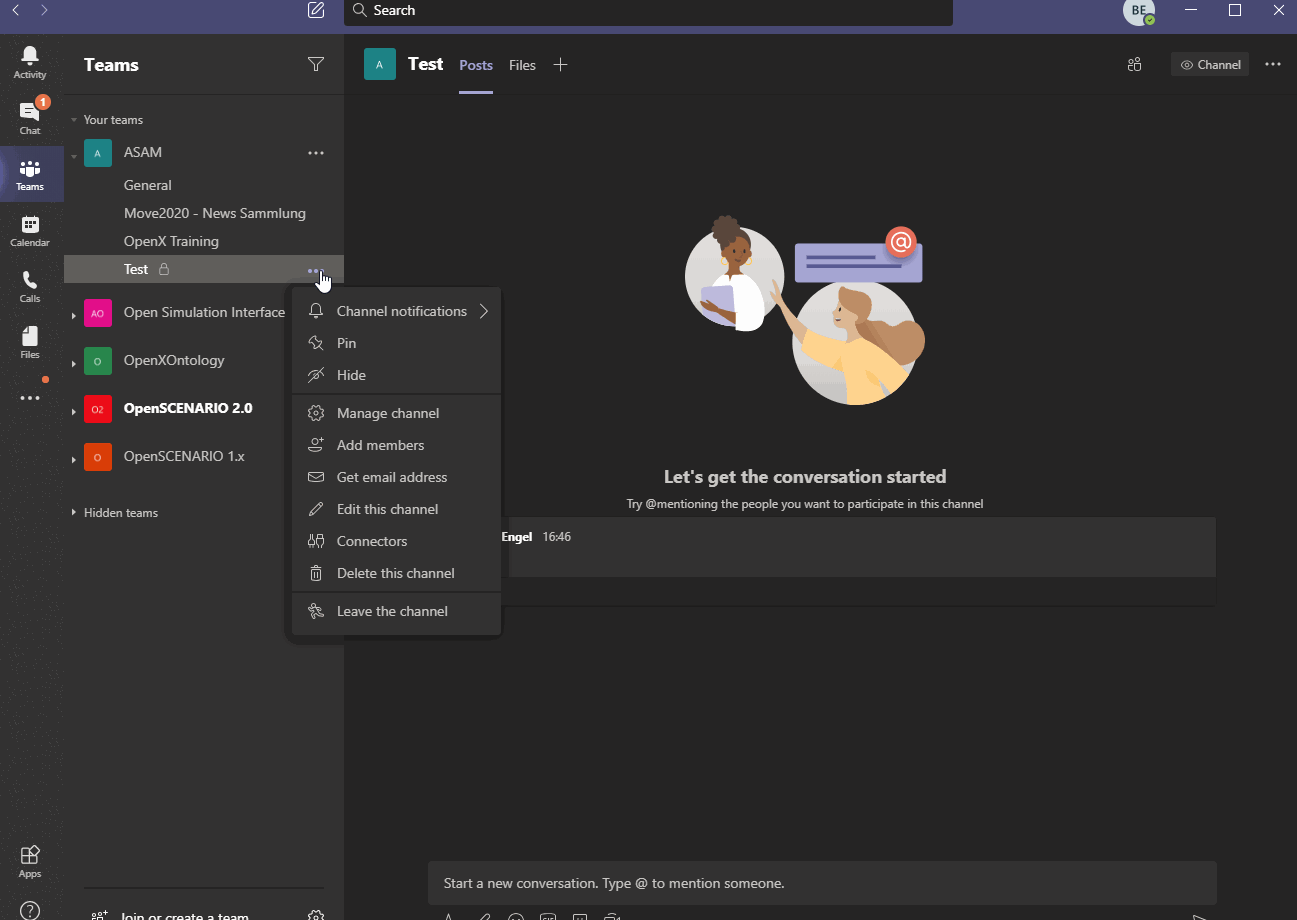 Search
BE
Activity
Chat
1
Teams
Calendar
Calls
Files
Apps
Teams
Your teams
A
ASAM
General
Move2020 - News Sammlung
OpenX Training
Test
AO
Open Simulation Interface
O
OpenXOntology
O2
OpenSCENARIO 2.0
O
OpenSCENARIO 1.x
Hidden teams
Join or create a team
Channel notifications
Pin
Hide
Manage channel
Add members
Get email address
Edit this channel
Connectors
Delete this channel
Leave the channel
A
Test Posts Files
Channel
@
Let's get the conversation started
Try @mentioning the people you want to participate in this channel
Engel 16:46
Start a new conversation. Type @ to mention someone.
GIF